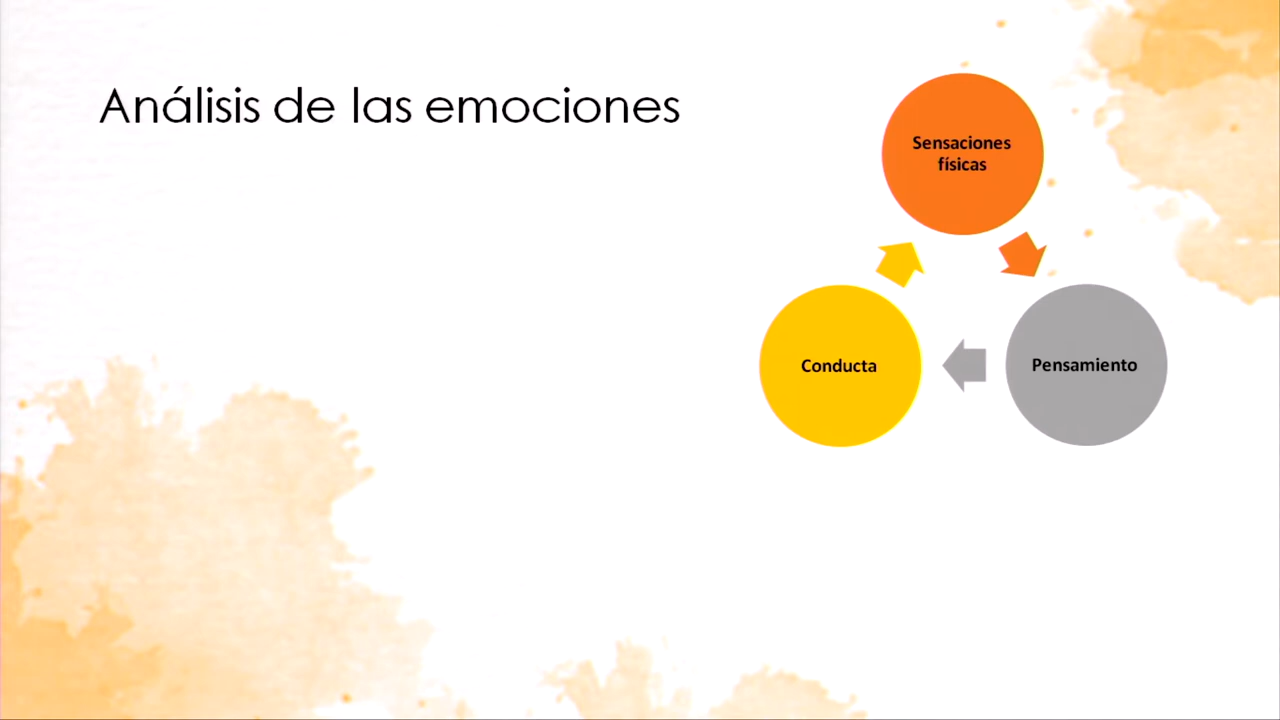 Análisis de las emociones
Sensaciones
físicas
Conducta
Pensamiento